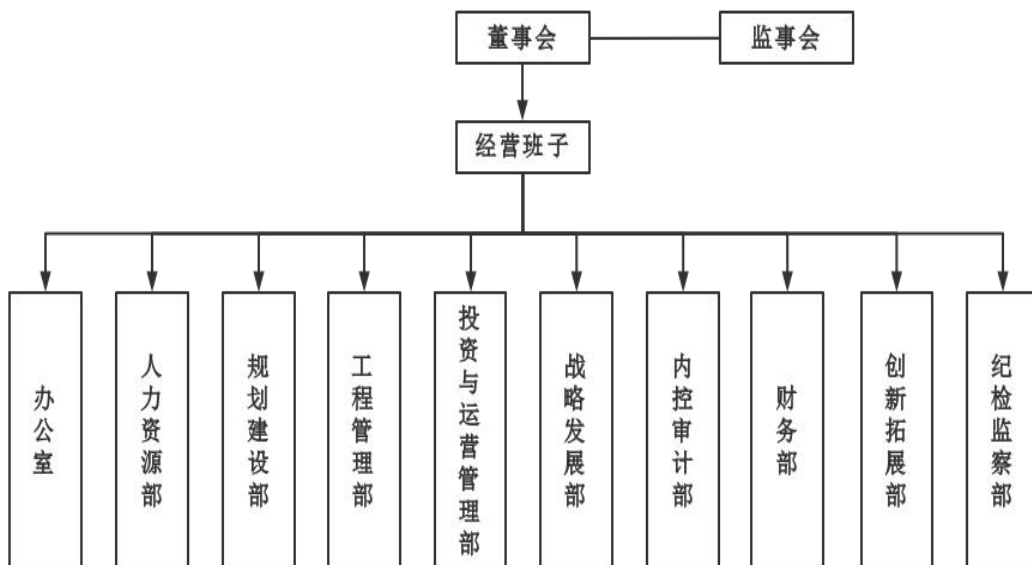 董事会
监事会
经营班子
办公室
人力资源部
规划建设部
工程管理部
投资与运营管理部
战略发展部
内控审计部
财务部
创新拓展部
纪检监察部